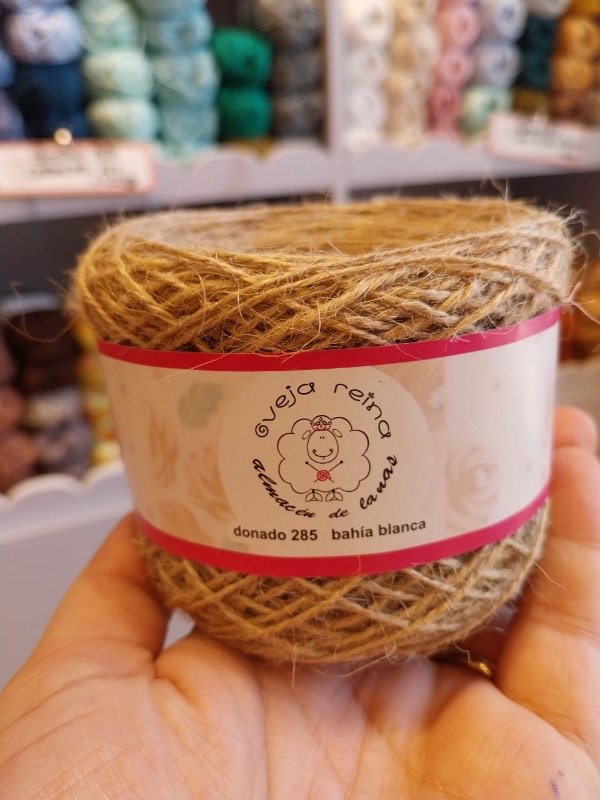 oveja reina
almacén de lanas
donado 285 bahía blanca